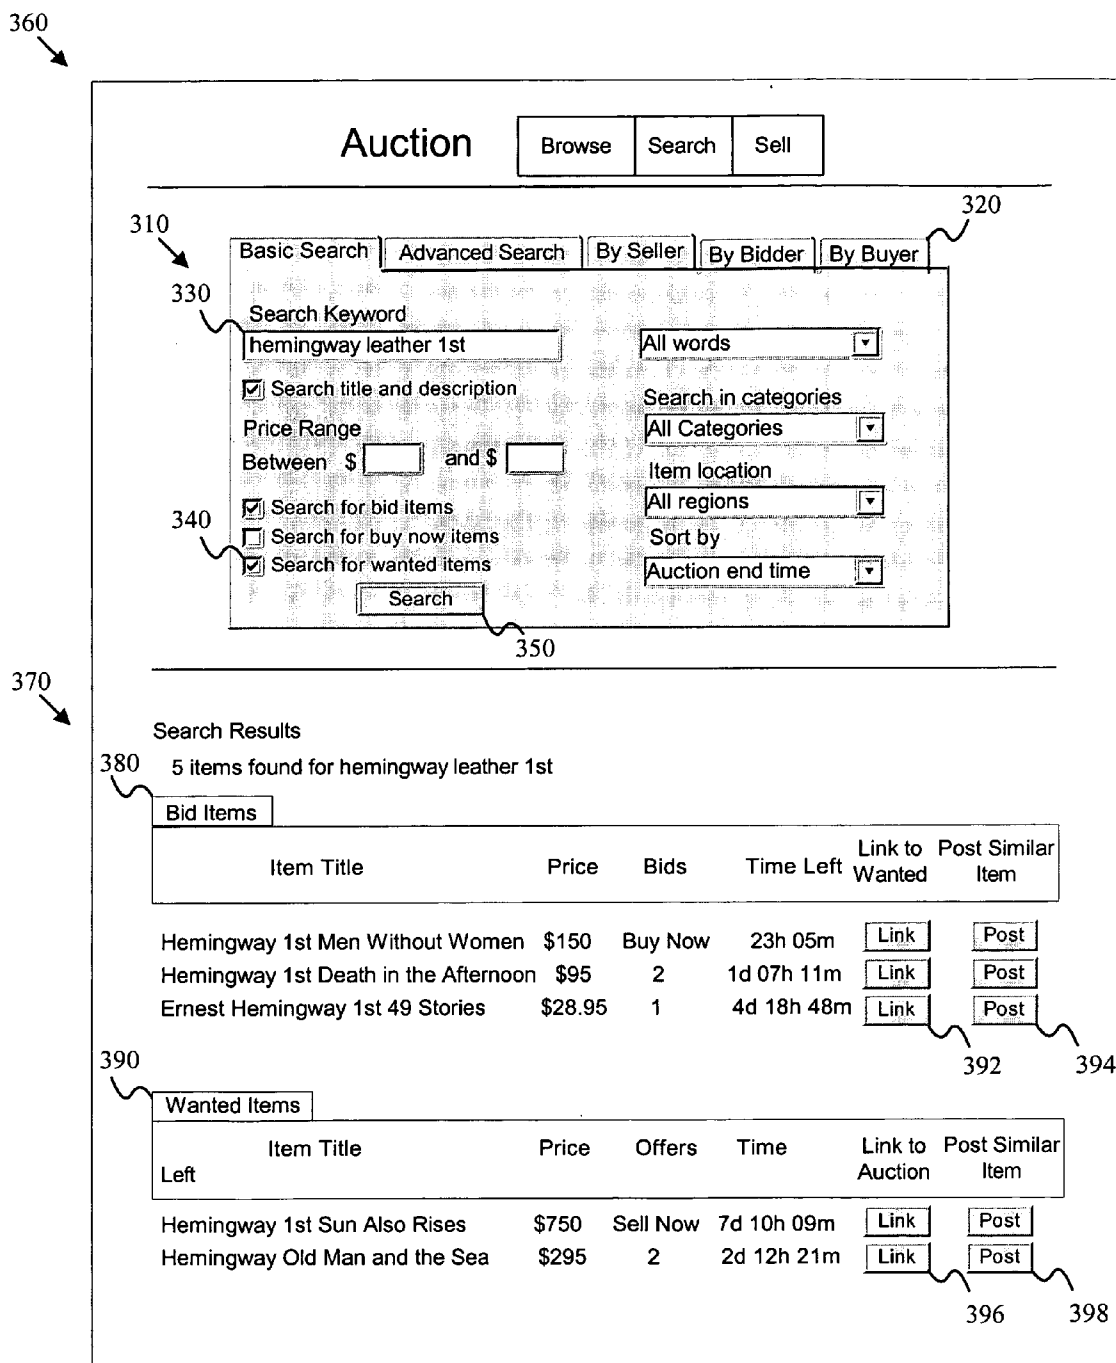 360
Auction Browse Search Sell
310 320
Basic Search Advanced Search By Seller By Bidder By Buyer
330
Search Keyword
hemingway leather 1st All words
Search title and description
Search in categories
Price Range All Categories
Between $ and $
Item location
All regions
Search for bid items
340
Search for buy now items Sort by
Search for wanted items
Auction end time
Search
350
370
Search Results
380
5 items found for hemingway leather 1st
Bid Items
Item Title Price Bids Time Left Link to Wanted Post Similar Item
Hemingway 1st Men Without Women $150 Buy Now 23h 05m Link Post
Hemingway 1st Death in the Afternoon $95 2 1d 07h 11m Link Post
Ernest Hemingway 1st 49 Stories $28.95 1 4d 18h 48m Link Post
392 394
390
Wanted Items
Item Title Price Offers Time Link to Auction Post Similar Item
Left
Hemingway 1st Sun Also Rises $750 Sell Now 7d 10h 09m Link Post
Hemingway Old Man and the Sea $295 2 2d 12h 21m Link Post
396 398